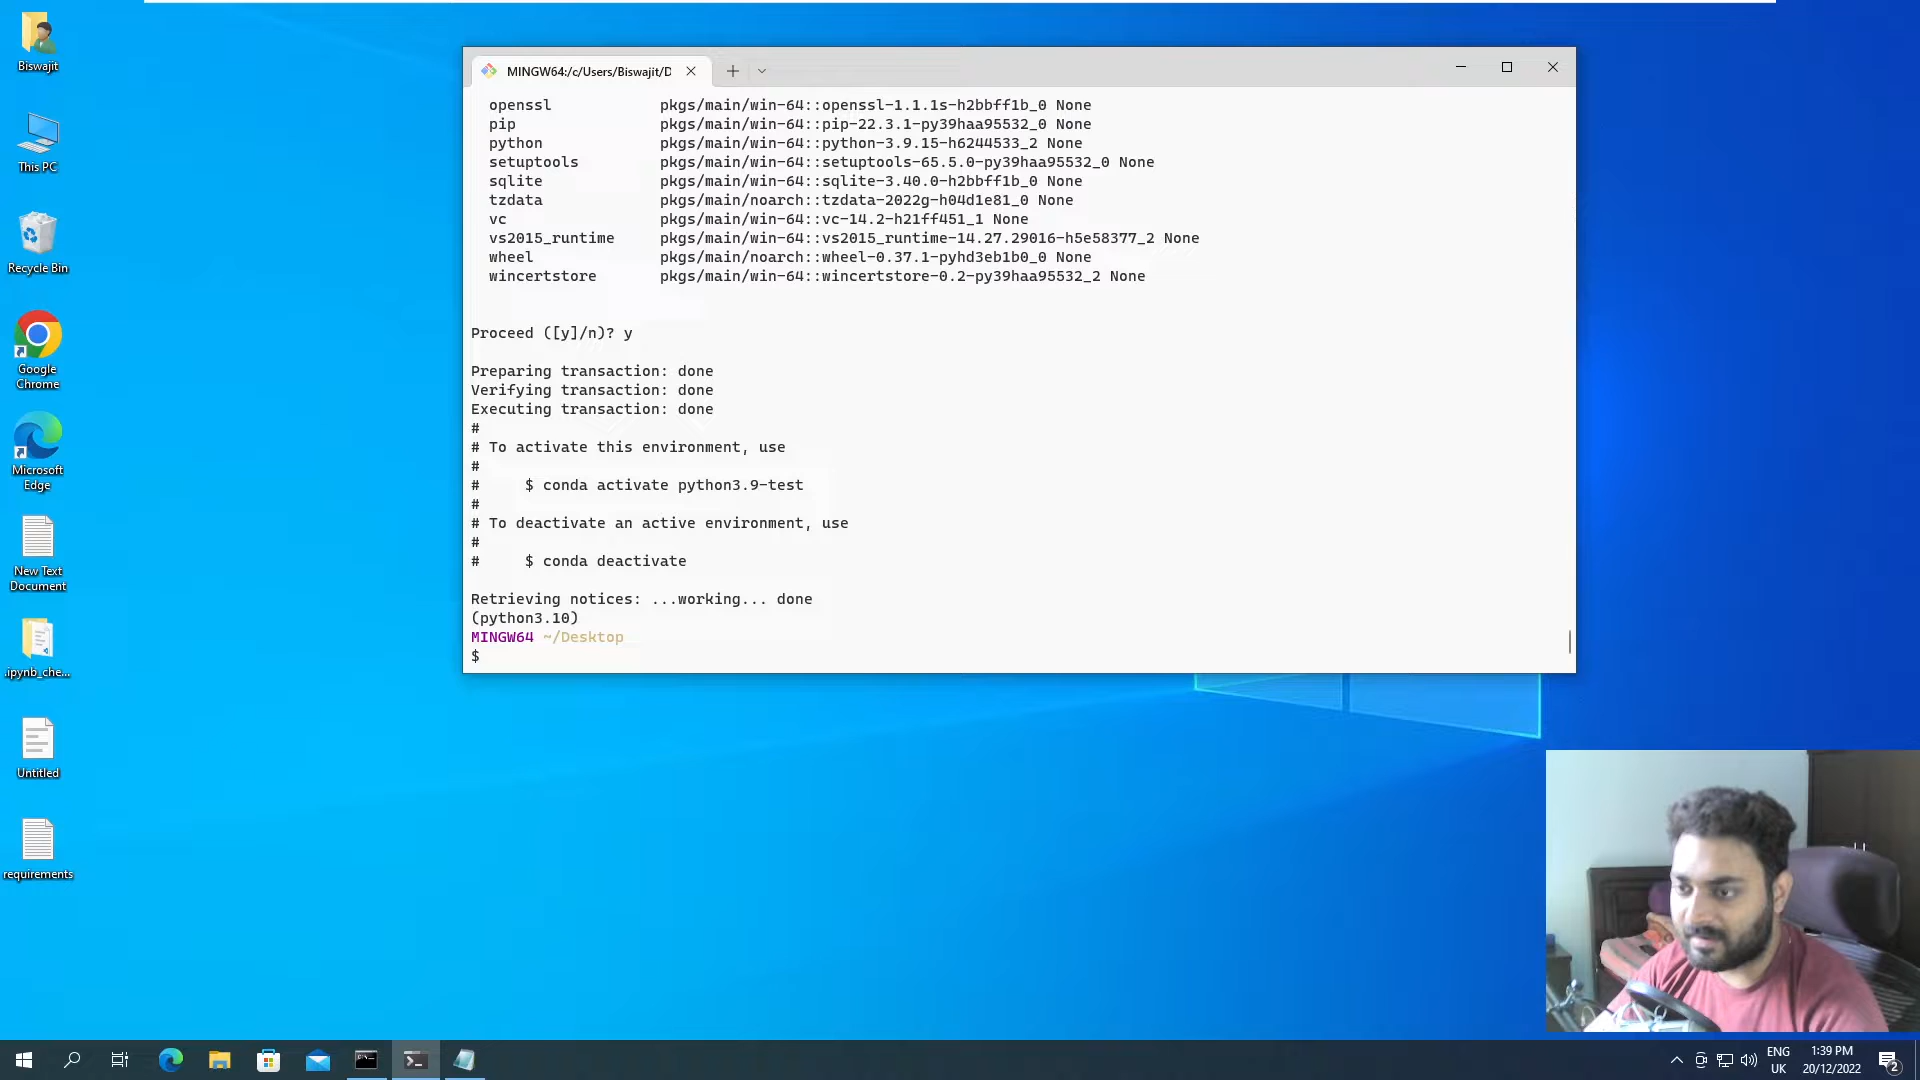 Biswajit
This PC
Recycle Bin
Google
Chrome
Microsoft
Edge
New Text
Document
.ipynb_che...
Untitled
requirements
MINGW64:/c/Users/Biswajit/D
openssl pkgs/main/win-64::openssl-1.1.1s-h2bbff1b_0 None
pip pkgs/main/win-64::pip-22.3.1-py39haa95532_0 None
python pkgs/main/win-64::python-3.9.15-h6244533_2 None
setuptools pkgs/main/win-64::setuptools-65.5.0-py39haa95532_0 None
sqlite pkgs/main/win-64::sqlite-3.40.0-h2bbff1b_0 None
tzdata pkgs/main/noarch::tzdata-2022g-h04d1e81_0 None
vc pkgs/main/win-64::vc-14.2-h21ff451_1 None
vs2015_runtime pkgs/main/win-64::vs2015_runtime-14.27.29016-h5e58377_2 None
wheel pkgs/main/noarch::wheel-0.37.1-pyhd3eb1b0_0 None
wincertstore pkgs/main/win-64::wincertstore-0.2-py39haa95532_2 None
Proceed ([y]/n)? y
Preparing transaction: done
Verifying transaction: done
Executing transaction: done
#
# To activate this environment, use
#
# $ conda activate python3.9-test
#
# To deactivate an active environment, use
#
# $ conda deactivate
Retrieving notices: ...working... done
(python3.10)
MINGW64 ~/Desktop
$
ENG
UK
1:39 PM
20/12/2022
2